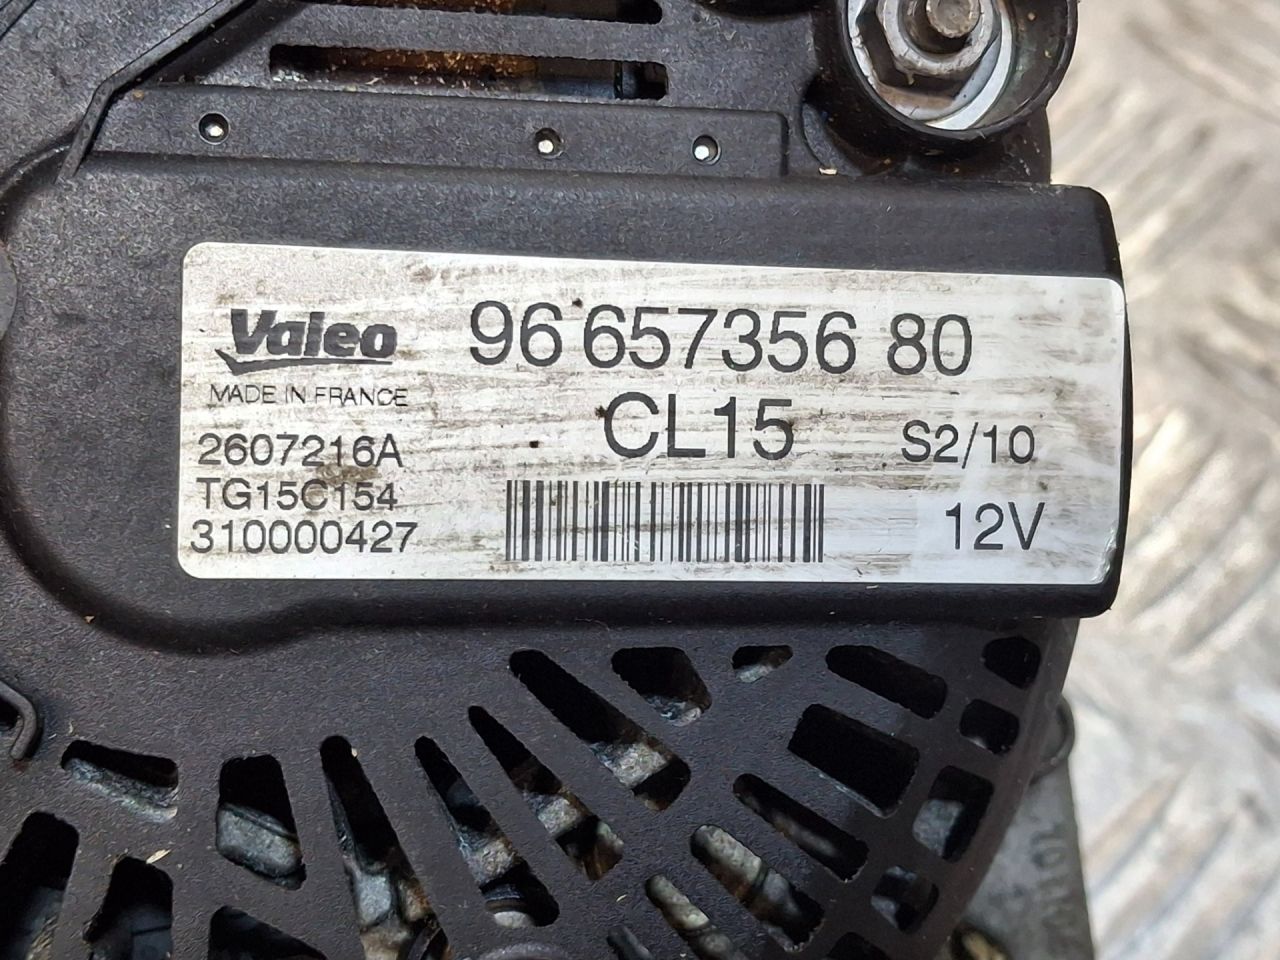 Valeo
MADE IN FRANCE
2607216A
TG15C154
310000427
96 657356 80
CL15
S2/10
12V